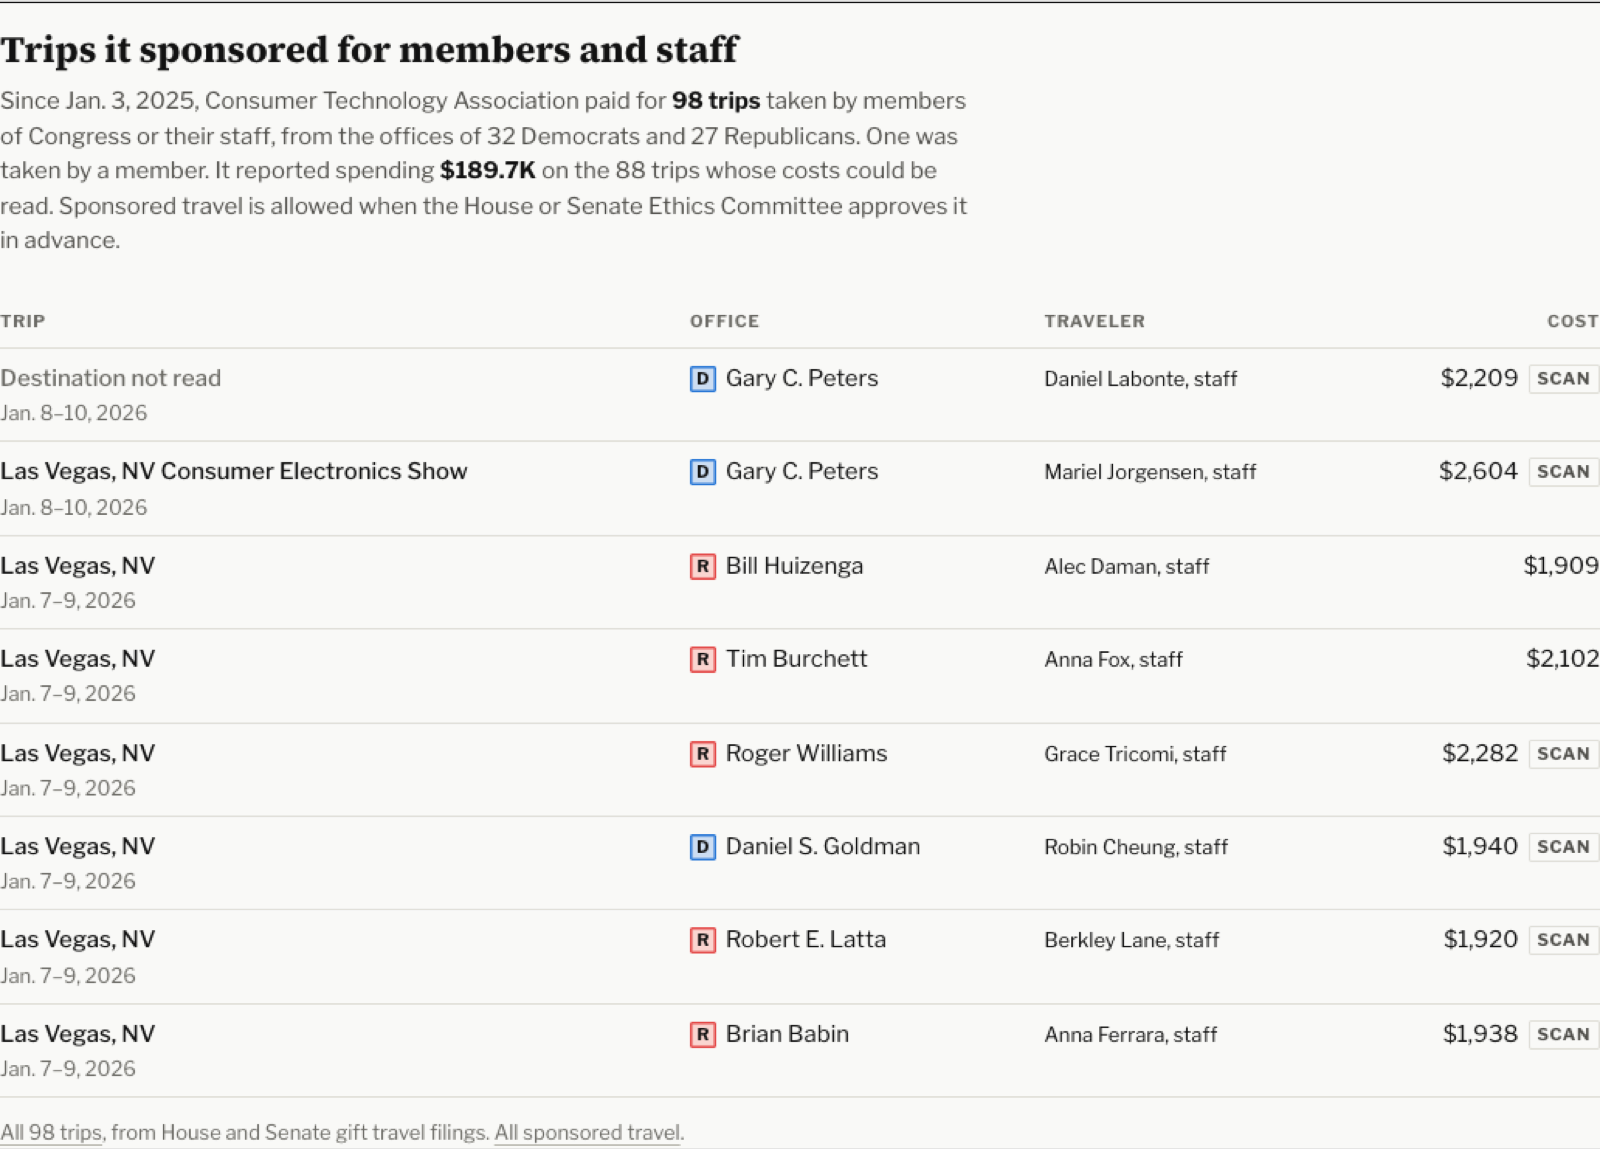 Trips it sponsored for members and staff
Since Jan. 3, 2025, Consumer Technology Association paid for 98 trips taken by members
of Congress or their staff, from the offices of 32 Democrats and 27 Republicans. One was
taken by a member. It reported spending $189.7K on the 88 trips whose costs could be
read. Sponsored travel is allowed when the House or Senate Ethics Committee approves it
in advance.
TRIP OFFICE TRAVELER COST
Destination not read D Gary C. Peters Daniel Labonte, staff $2,209 SCAN
Jan. 8–10, 2026
Las Vegas, NV Consumer Electronics Show D Gary C. Peters Mariel Jorgensen, staff $2,604 SCAN
Jan. 8–10, 2026
Las Vegas, NV R Bill Huizenga Alec Daman, staff $1,909
Jan. 7–9, 2026
Las Vegas, NV R Tim Burchett Anna Fox, staff $2,102
Jan. 7–9, 2026
Las Vegas, NV R Roger Williams Grace Tricomi, staff $2,282 SCAN
Jan. 7–9, 2026
Las Vegas, NV D Daniel S. Goldman Robin Cheung, staff $1,940 SCAN
Jan. 7–9, 2026
Las Vegas, NV R Robert E. Latta Berkley Lane, staff $1,920 SCAN
Jan. 7–9, 2026
Las Vegas, NV R Brian Babin Anna Ferrara, staff $1,938 SCAN
Jan. 7–9, 2026
All 98 trips, from House and Senate gift travel filings. All sponsored travel.